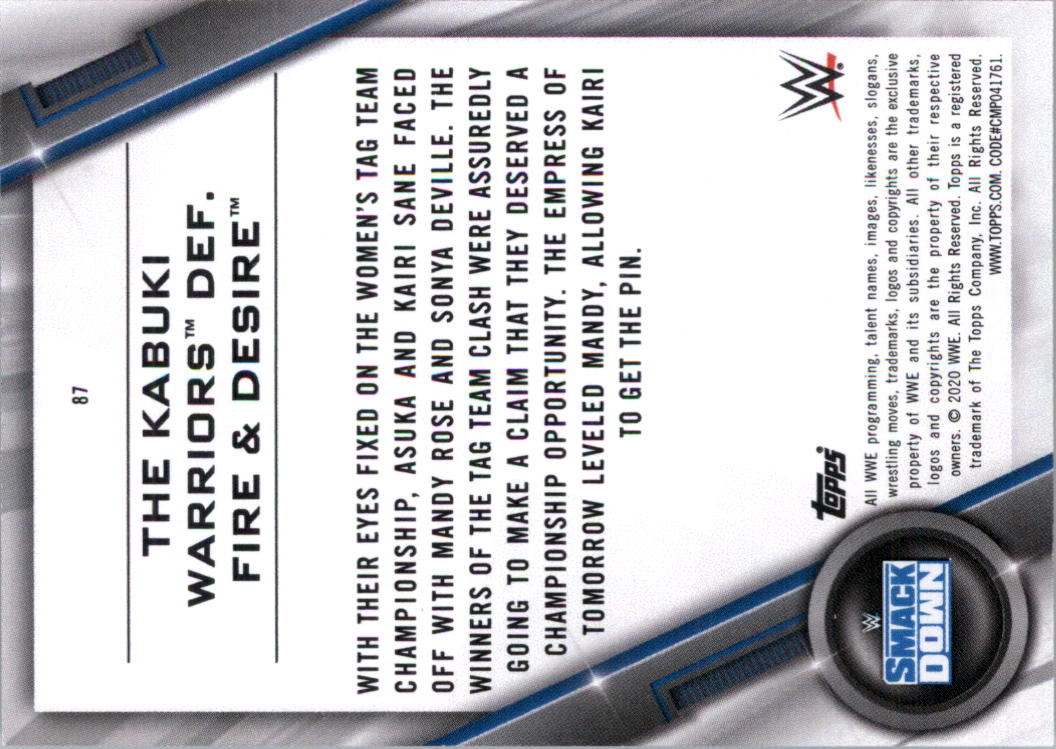 87
THE KABUKI
WARRIORS™ DEF.
FIRE & DESIRE™
WITH THEIR EYES FIXED ON THE WOMEN'S TAG TEAM
CHAMPIONSHIP, ASUKA AND KAIRI SANE FACED
OFF WITH MANDY ROSE AND SONYA DEVILLE. THE
WINNERS OF THE TAG TEAM CLASH WERE ASSUREDLY
GOING TO MAKE A CLAIM THAT THEY DESERVED A
CHAMPIONSHIP OPPORTUNITY. THE EMPRESS OF
TOMORROW LEVELED MANDY, ALLOWING KAIRI
TO GET THE PIN.
topps®
W®
All WWE programming, talent names, images, likenesses, slogans,
wrestling moves, trademarks, logos and copyrights are the exclusive
property of WWE and its subsidiaries. All other trademarks,
logos and copyrights are the property of their respective
owners. © 2020 WWE. All Rights Reserved. Topps is a registered
trademark of The Topps Company, Inc. All Rights Reserved.
WWW.TOPPS.COM. CODE#CMP041761.
W
SMACK
DOWN